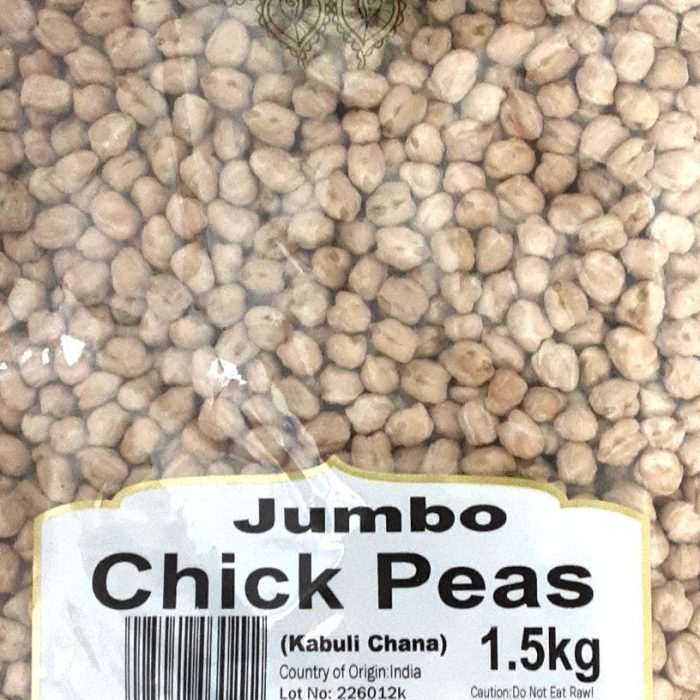 Jumbo
Chick Peas
(Kabuli Chana) 1.5kg
Country of Origin:India
Lot No: 226012k Caution:Do Not Eat Raw!